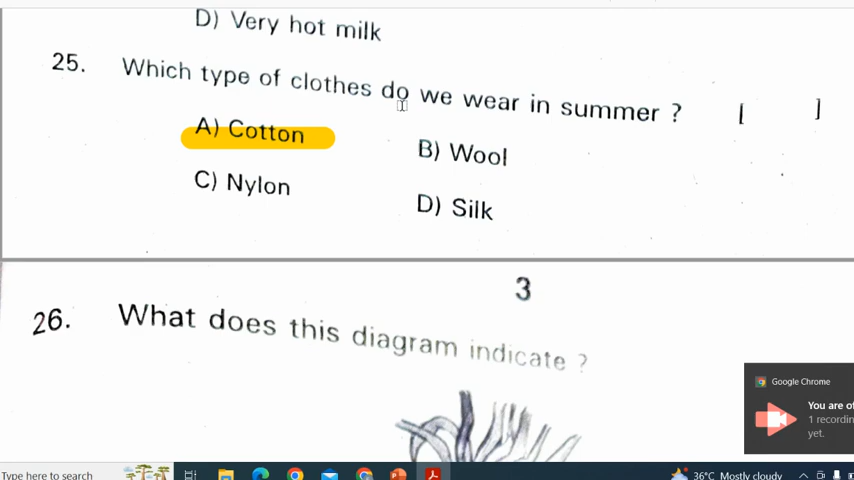 D) Very hot milk
25. Which type of clothes do we wear in summer ? [ ]
A) Cotton
B) Wool
C) Nylon
D) Silk
3
26. What does this diagram indicate ?
Google Chrome
You are of
1 recordin
yet.
Type here to search
36°C Mostly cloudy